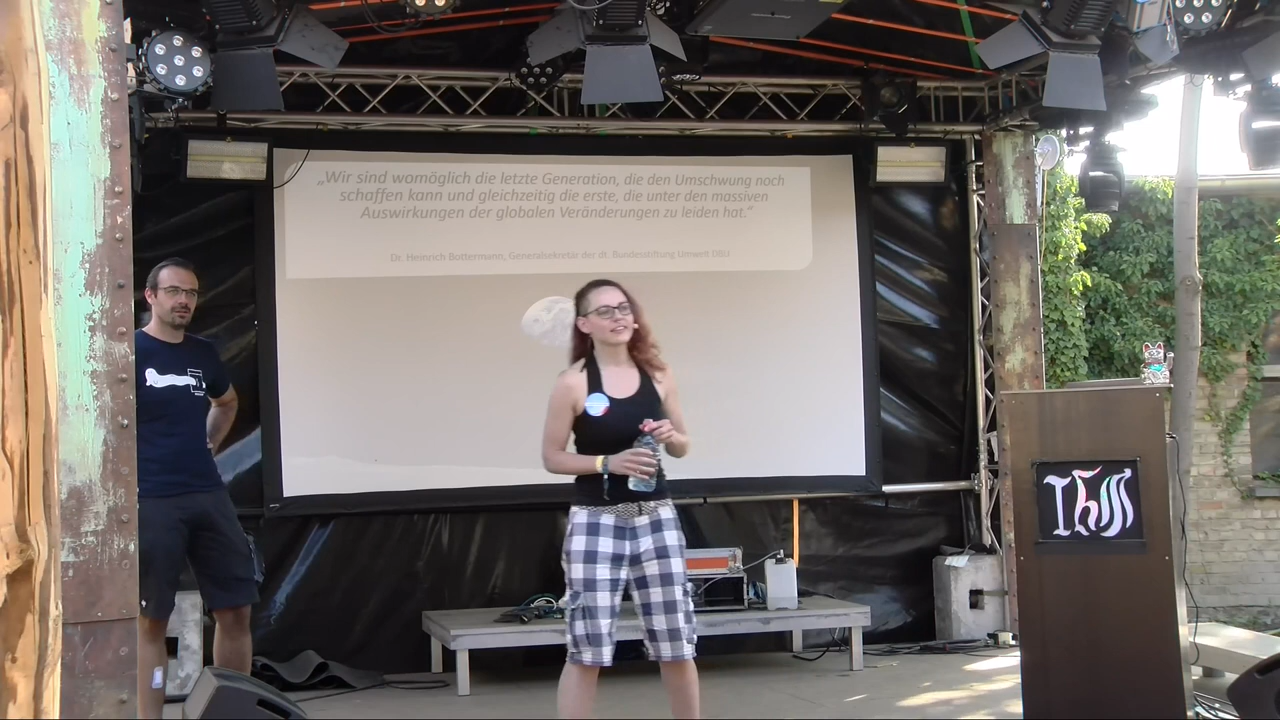 „Wir sind womöglich die letzte Generation, die den Umschwung noch
schaffen kann und gleichzeitig die erste, die unter den massiven
Auswirkungen der globalen Veränderungen zu leiden hat.“
Dr. Heinrich Bottermann, Generalsekretär der dt. Bundesstiftung Umwelt DBU